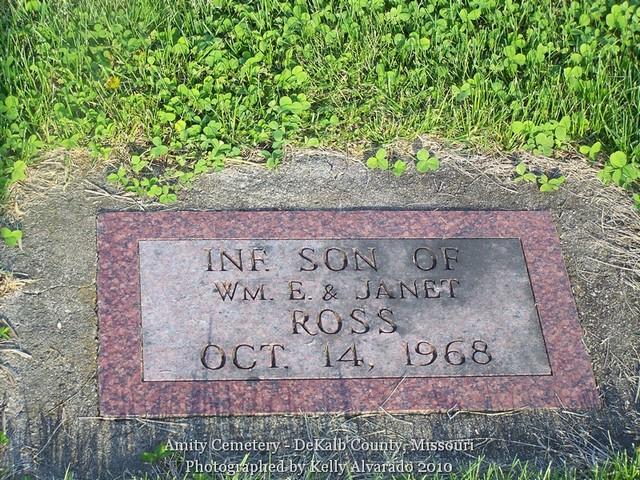 INF. SON OF
WM. E. & JANET
ROSS
OCT. 14, 1968
Amity Cemetery - DeKalb County, Missouri
Photographed by Kelly Alvarado 2010